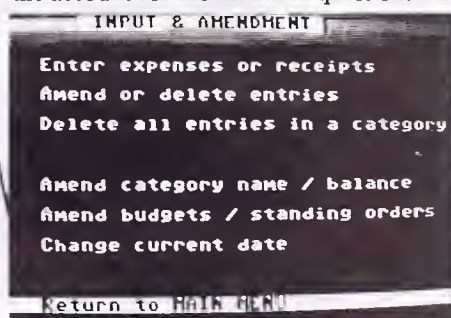 INPUT & AMENDMENT
Enter expenses or receipts
Amend or delete entries
Delete all entries in a category
Amend category name / balance
Amend budgets / standing orders
Change current date
Return to MAIN MENU